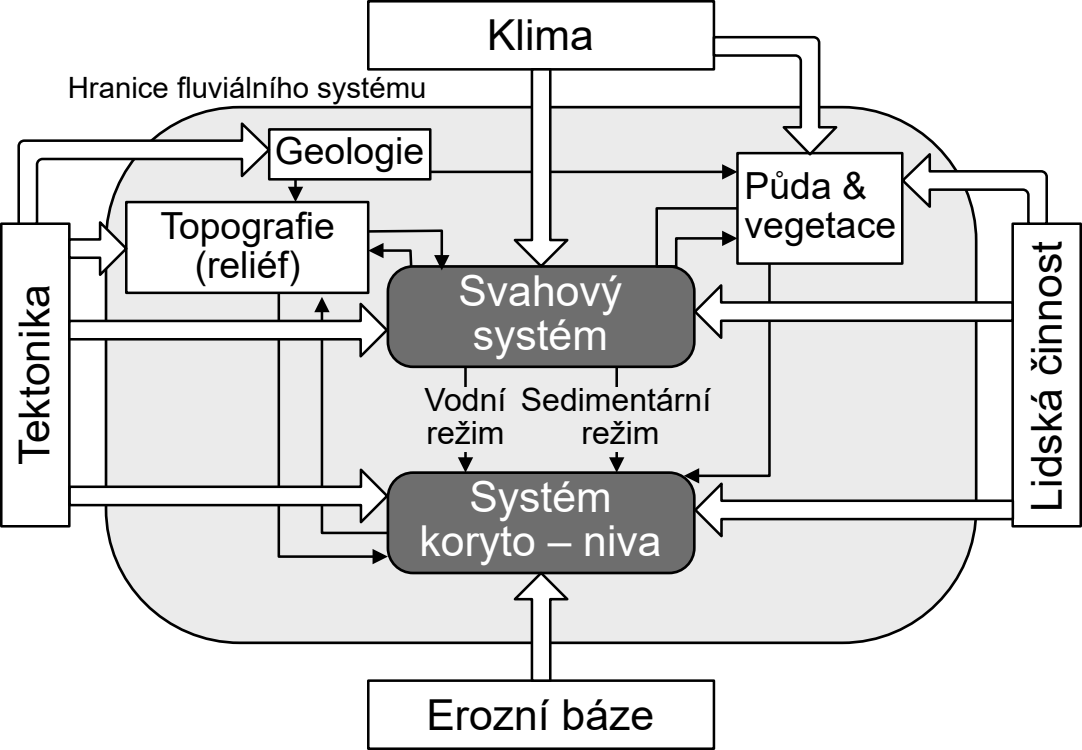 Klima
Hranice fluviálního systému
Geologie
Půda &
vegetace
Topografie
(reliéf)
Tektonika
Svahový
systém
Lidská činnost
Vodní
režim
Sedimentární
režim
Systém
koryto – niva
Erozní báze